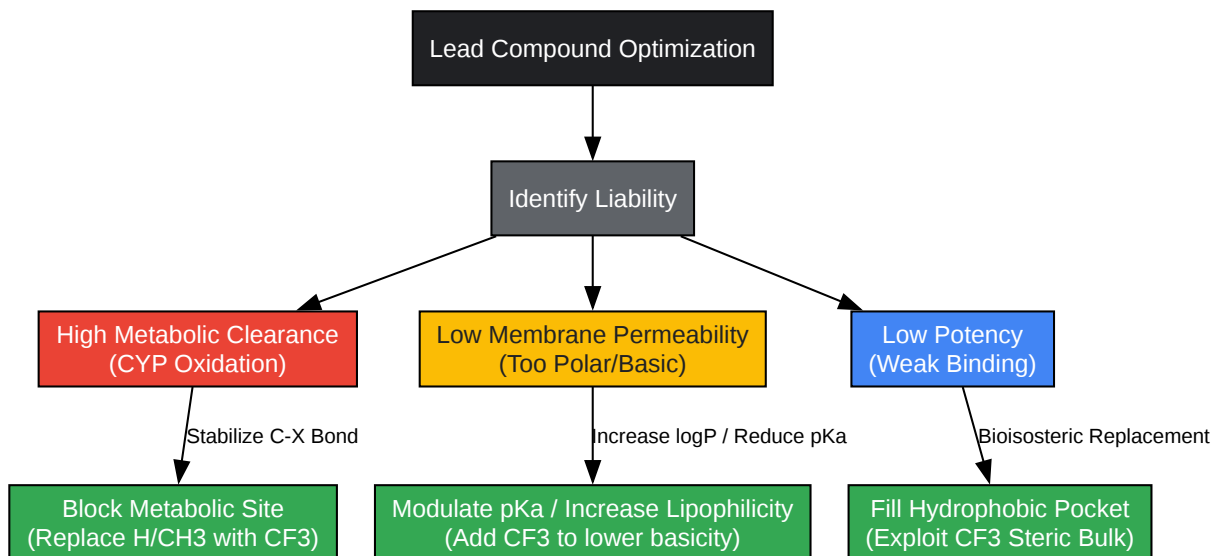 Lead Compound Optimization
Identify Liability
High Metabolic Clearance
(CYP Oxidation)
Low Membrane Permeability
(Too Polar/Basic)
Low Potency
(Weak Binding)
Stabilize C-X Bond
Increase logP / Reduce pKa
Bioisosteric Replacement
Block Metabolic Site
(Replace H/CH3 with CF3)
Modulate pKa / Increase Lipophilicity
(Add CF3 to lower basicity)
Fill Hydrophobic Pocket
(Exploit CF3 Steric Bulk)